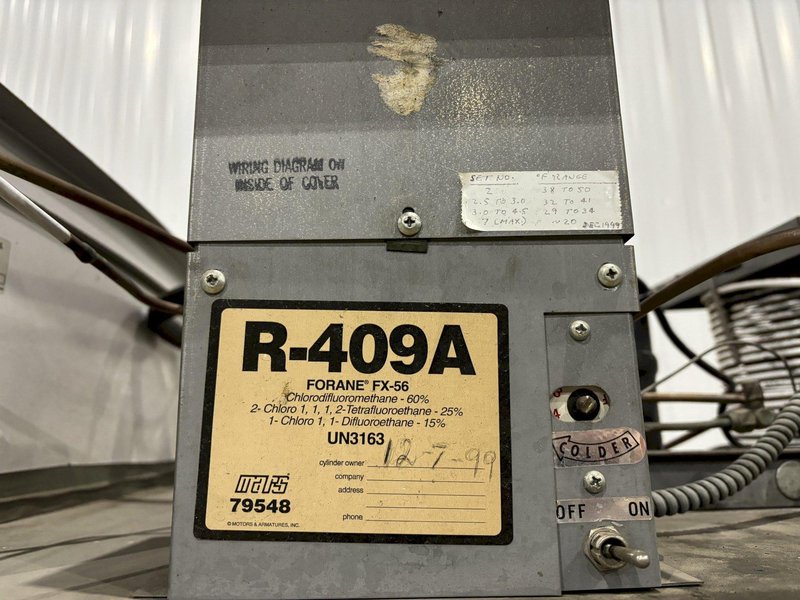 WIRING DIAGRAM ON
INSIDE OF COVER
SET NO. °F RANGE
2 38 TO 50
2.5 TO 3.0 32 TO 41
3.0 TO 4.5 29 TO 34
7 (MAX) ~20 DEC 1999
R-409A
FORANE® FX-56
Chlorodifluoromethane - 60%
2- Chloro 1, 1, 1, 2-Tetrafluoroethane - 25%
1- Chloro 1, 1- Difluoroethane - 15%
UN3163
cylinder owner 12-7-99
company
address
mars
79548
phone
© MOTORS & ARMATURES, INC.
4 1
COLDER
OFF ON